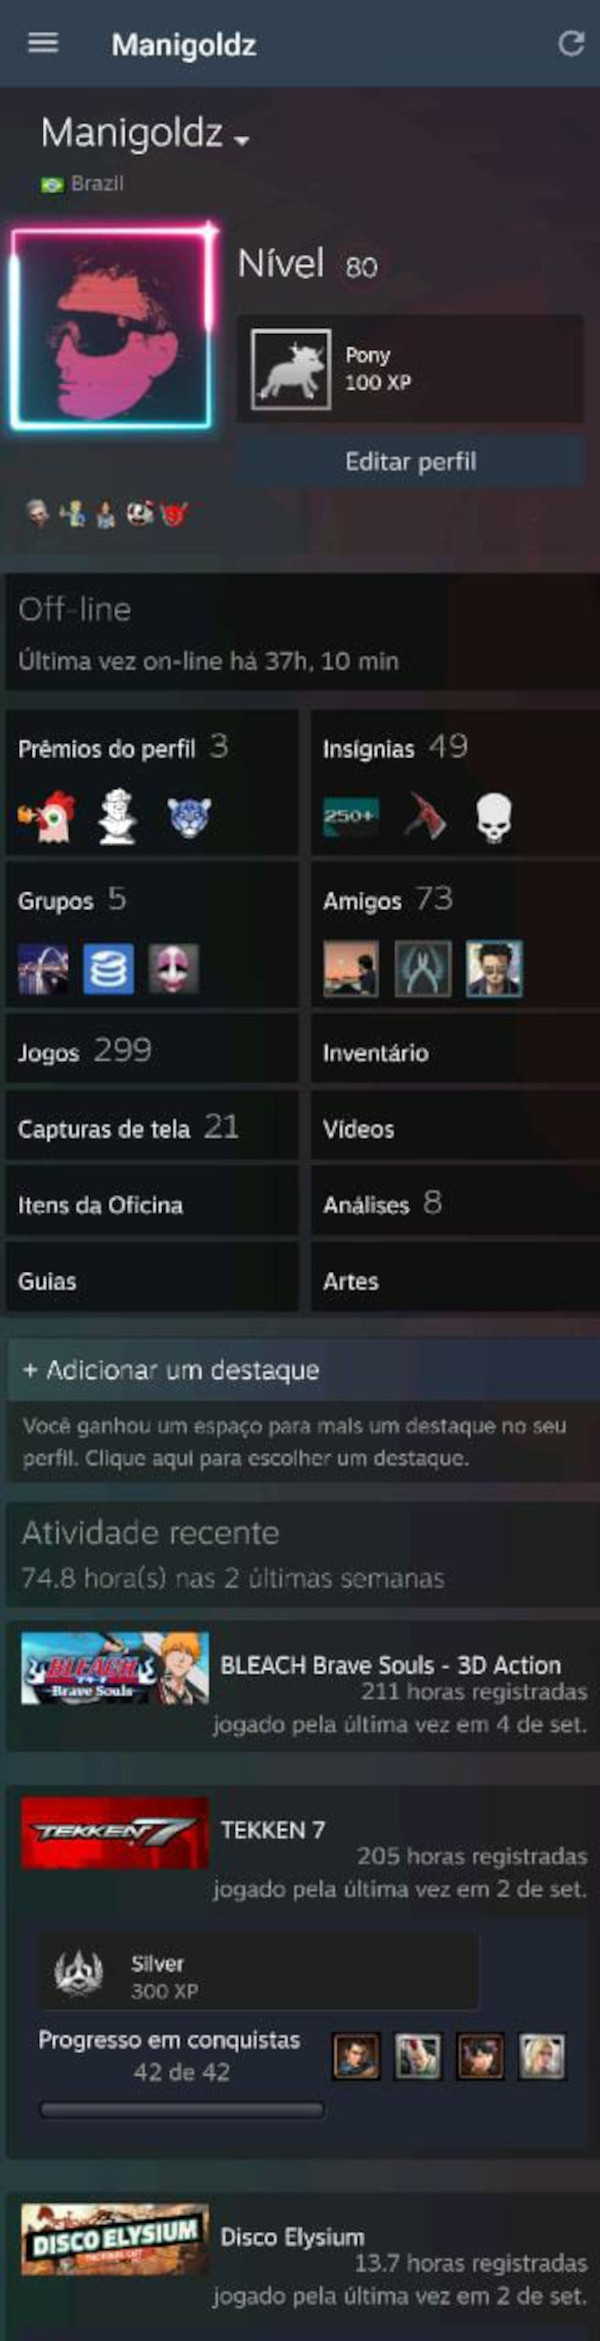 Manigoldz
Manigoldz
Brazil
Nível 80
Pony
100 XP
Editar perfil
Off-line
Última vez on-line há 37h, 10 min
Prêmios do perfil 3
Insígnias 49
250+
Grupos 5
Amigos 73
Jogos 299
Inventário
Capturas de tela 21
Vídeos
Itens da Oficina
Análises 8
Guias
Artes
+ Adicionar um destaque
Você ganhou um espaço para mais um destaque no seu
perfil. Clique aqui para escolher um destaque.
Atividade recente
74.8 hora(s) nas 2 últimas semanas
BLEACH
Brave Souls
BLEACH Brave Souls - 3D Action
211 horas registradas
jogado pela última vez em 4 de set.
TEKKEN 7
TEKKEN 7
205 horas registradas
jogado pela última vez em 2 de set.
Silver
300 XP
Progresso em conquistas
42 de 42
DISCO ELYSIUM
THE FINAL CUT
Disco Elysium
13.7 horas registradas
jogado pela última vez em 2 de set.